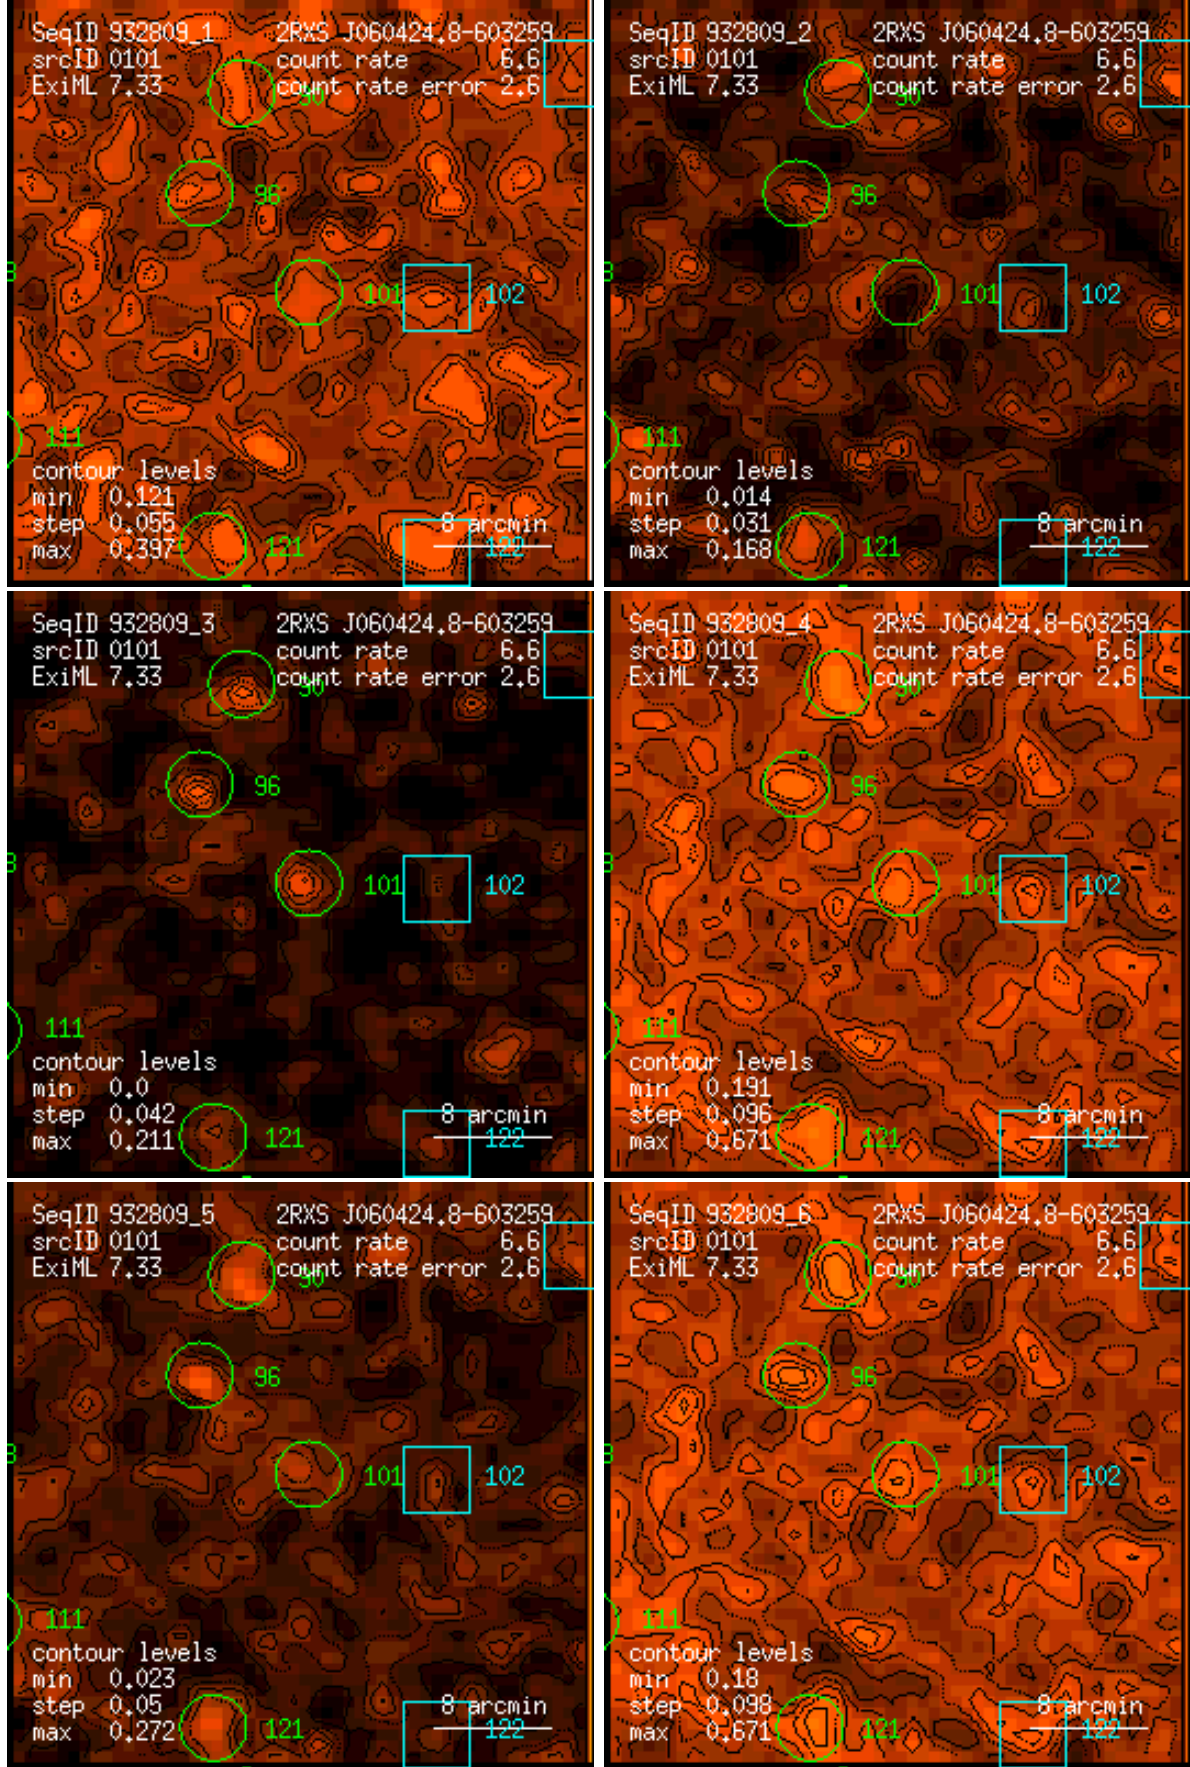 SeqID 932809_1 2RXS J060424.8-603259
srcID 0101 count rate 6.6
ExiML 7.33 count rate error 2.6
90
96
101 102
111
contour levels
min 0.121
step 0.055 8 arcmin
max 0.397 121 122
SeqID 932809_2 2RXS J060424.8-603259
srcID 0101 count rate 6.6
ExiML 7.33 count rate error 2.6
90
96
101 102
111
contour levels
min 0.014
step 0.031 8 arcmin
max 0.168 121 122
SeqID 932809_3 2RXS J060424.8-603259
srcID 0101 count rate 6.6
ExiML 7.33 count rate error 2.6
90
96
101 102
111
contour levels
min 0.0
step 0.042 8 arcmin
max 0.211 121 122
SeqID 932809_4 2RXS J060424.8-603259
srcID 0101 count rate 6.6
ExiML 7.33 count rate error 2.6
90
96
101 102
111
contour levels
min 0.191
step 0.096 8 arcmin
max 0.671 121 122
SeqID 932809_5 2RXS J060424.8-603259
srcID 0101 count rate 6.6
ExiML 7.33 count rate error 2.6
90
96
101 102
111
contour levels
min 0.023
step 0.05 8 arcmin
max 0.272 121 122
SeqID 932809_6 2RXS J060424.8-603259
srcID 0101 count rate 6.6
ExiML 7.33 count rate error 2.6
90
96
101 102
111
contour levels
min 0.18
step 0.098 8 arcmin
max 0.671 121 122